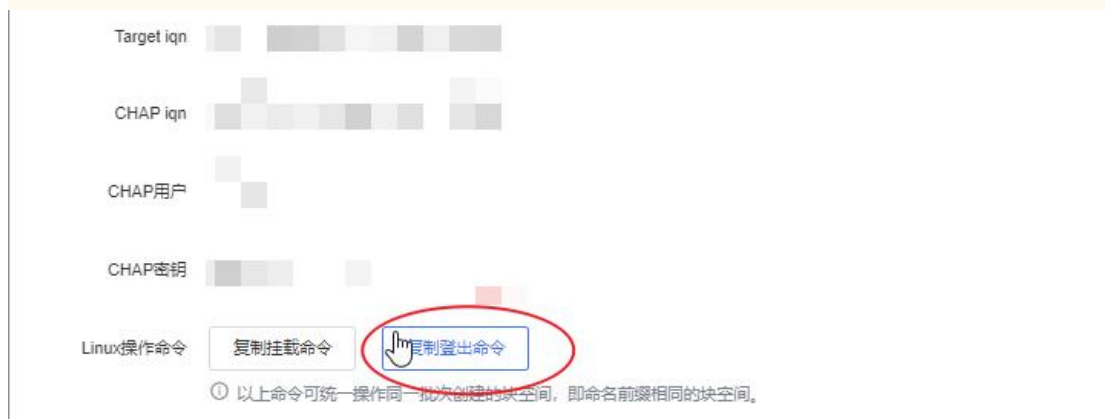 Target iqn
CHAP iqn
CHAP用户
CHAP密钥
Linux操作命令 复制挂载命令 复制登出命令
以上命令可统一操作同一批次创建的块空间，即命名前缀相同的块空间。